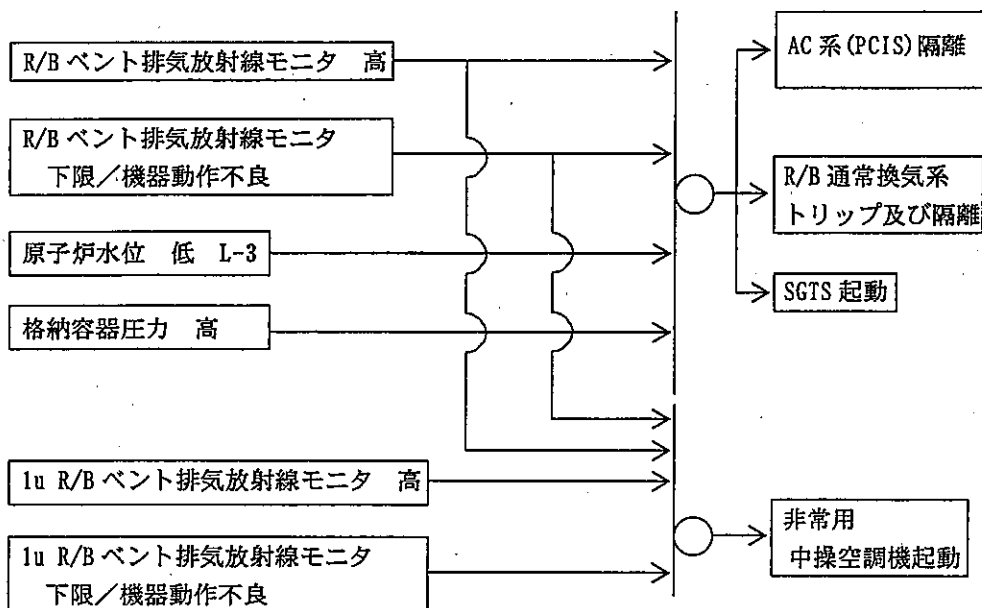 R/B ベント排気放射線モニタ 高
R/B ベント排気放射線モニタ
下限／機器動作不良
原子炉水位 低 L-3
格納容器圧力 高
1u R/B ベント排気放射線モニタ 高
1u R/B ベント排気放射線モニタ
下限／機器動作不良
AC 系(PCIS)隔離
R/B 通常換気系
トリップ及び隔離
SGTS 起動
非常用
中操空調機起動